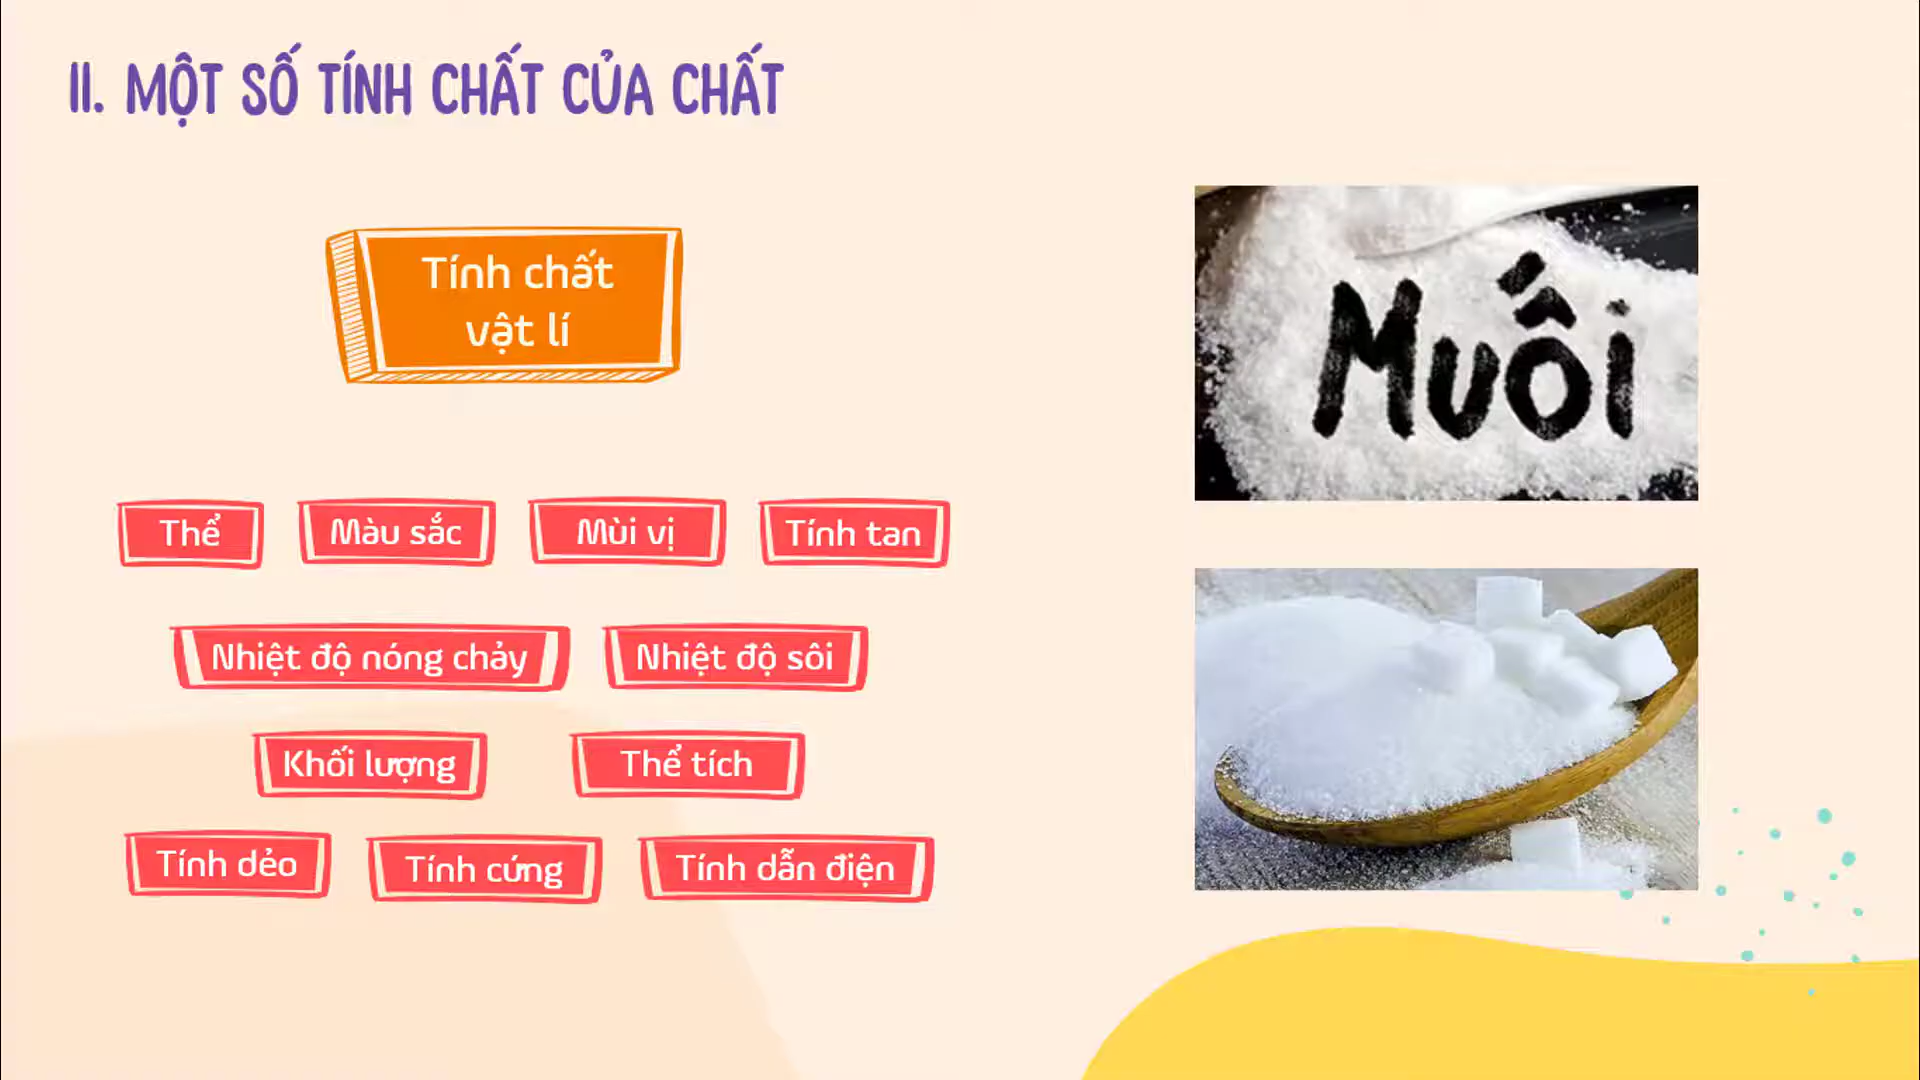 II. MỘT SỐ TÍNH CHẤT CỦA CHẤT
Tính chất
vật lí
Muối
Thể
Màu sắc
Mùi vị
Tính tan
Nhiệt độ nóng chảy
Nhiệt độ sôi
Khối lượng
Thể tích
Tính dẻo
Tính cứng
Tính dẫn điện